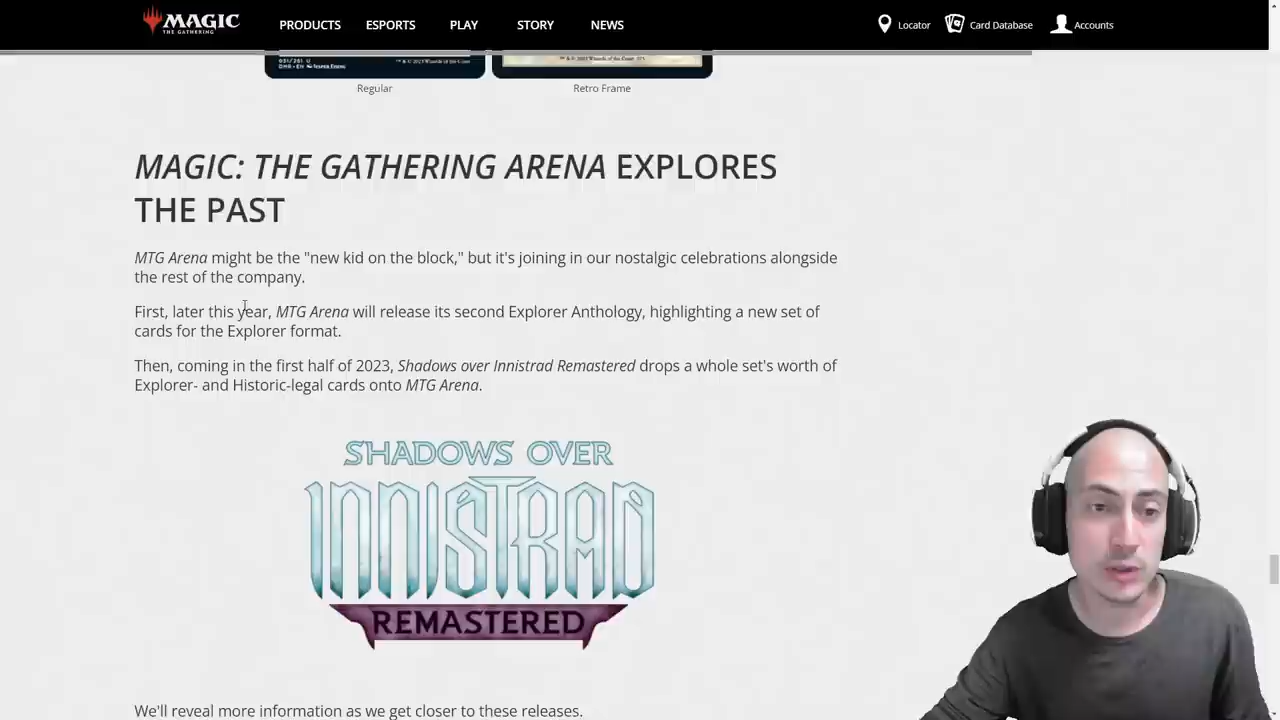 MAGIC
THE GATHERING
PRODUCTS
ESPORTS
PLAY
STORY
NEWS
Locator
Card Database
Accounts
Regular
Retro Frame
MAGIC: THE GATHERING ARENA EXPLORES
THE PAST
MTG Arena might be the "new kid on the block," but it's joining in our nostalgic celebrations alongside
the rest of the company.
First, later this year, MTG Arena will release its second Explorer Anthology, highlighting a new set of
cards for the Explorer format.
Then, coming in the first half of 2023, Shadows over Innistrad Remastered drops a whole set's worth of
Explorer- and Historic-legal cards onto MTG Arena.
SHADOWS OVER
INNISTRAD
REMASTERED
We'll reveal more information as we get closer to these releases.